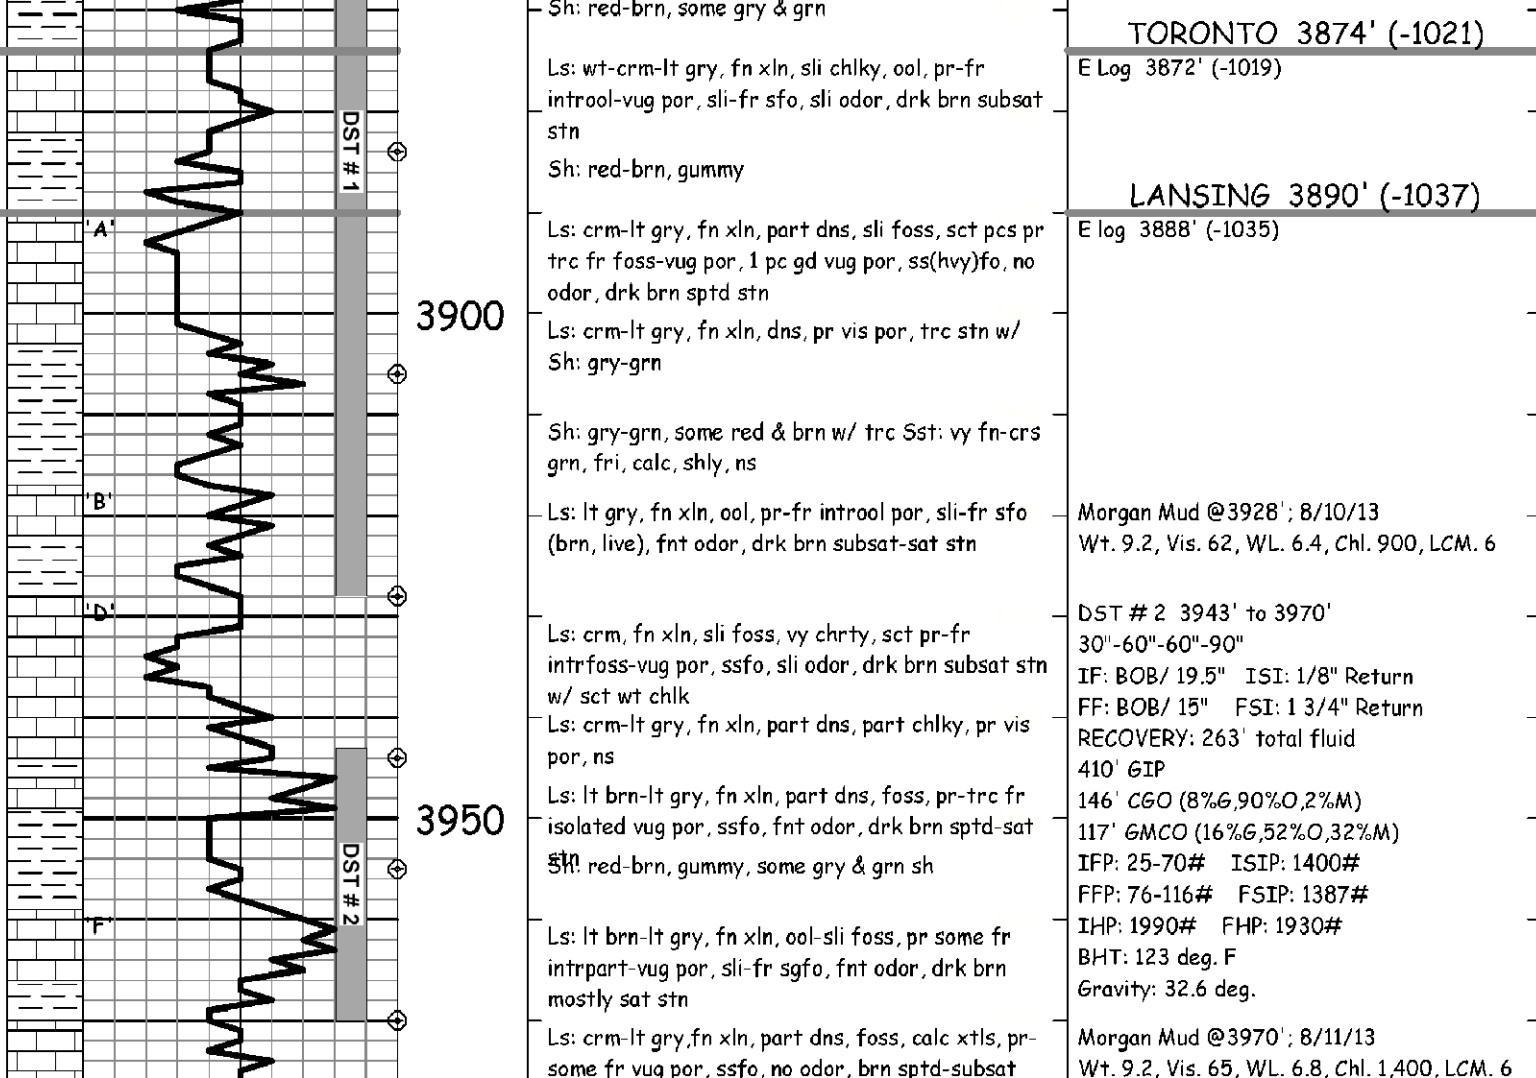 Sh: red-brn, some gry & grn
TORONTO 3874' (-1021)
E Log 3872' (-1019)
Ls: wt-crm-lt gry, fn xln, sli chlky, ool, pr-fr
introol-vug por, sli-fr sfo, sli odor, drk brn subsat
stn
DST # 1
Sh: red-brn, gummy
LANSING 3890' (-1037)
E log 3888' (-1035)
'A'
Ls: crm-lt gry, fn xln, part dns, sli foss, sct pcs pr
trc fr foss-vug por, 1 pc gd vug por, ss(hvy)fo, no
odor, drk brn sptd stn
3900
Ls: crm-lt gry, fn xln, dns, pr vis por, trc stn w/
Sh: gry-grn
Sh: gry-grn, some red & brn w/ trc Sst: vy fn-crs
grn, fri, calc, shly, ns
'B'
Ls: lt gry, fn xln, ool, pr-fr introol por, sli-fr sfo
(brn, live), fnt odor, drk brn subsat-sat stn
Morgan Mud @3928'; 8/10/13
Wt. 9.2, Vis. 62, WL. 6.4, Chl. 900, LCM. 6
'D'
Ls: crm, fn xln, sli foss, vy chrty, sct pr-fr
intrfoss-vug por, ssfo, sli odor, drk brn subsat stn
w/ sct wt chlk
Ls: crm-lt gry, fn xln, part dns, part chlky, pr vis
por, ns
Ls: lt brn-lt gry, fn xln, part dns, foss, pr-trc fr
isolated vug por, ssfo, fnt odor, drk brn sptd-sat
stn
3950
Sh: red-brn, gummy, some gry & grn sh
DST # 2
'F'
Ls: lt brn-lt gry, fn xln, ool-sli foss, pr some fr
intrpart-vug por, sli-fr sgfo, fnt odor, drk brn
mostly sat stn
Ls: crm-lt gry,fn xln, part dns, foss, calc xtls, pr-
some fr vug por, ssfo, no odor, brn sptd-subsat
DST # 2 3943' to 3970'
30"-60"-60"-90"
IF: BOB/ 19.5" ISI: 1/8" Return
FF: BOB/ 15" FSI: 1 3/4" Return
RECOVERY: 263' total fluid
410' GIP
146' CGO (8%G,90%O,2%M)
117' GMCO (16%G,52%O,32%M)
IFP: 25-70# ISIP: 1400#
FFP: 76-116# FSIP: 1387#
IHP: 1990# FHP: 1930#
BHT: 123 deg. F
Gravity: 32.6 deg.
Morgan Mud @3970'; 8/11/13
Wt. 9.2, Vis. 65, WL. 6.8, Chl. 1,400, LCM. 6